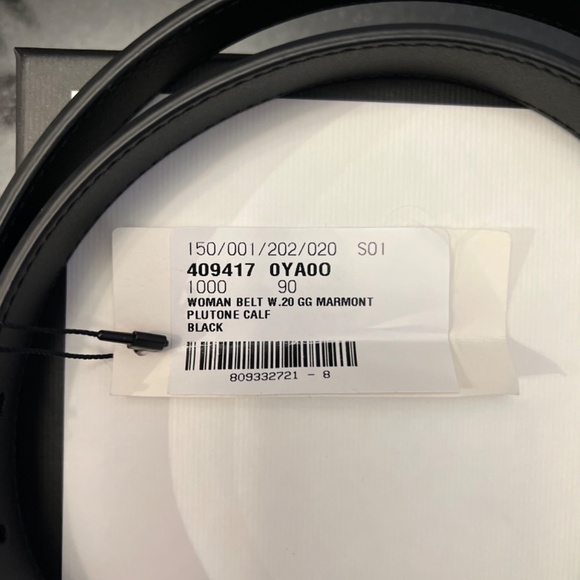 150/001/202/020 S01
409417 0YA0O
1000 90
WOMAN BELT W.20 GG MARMONT
PLUTONE CALF
BLACK
809332721 - 8